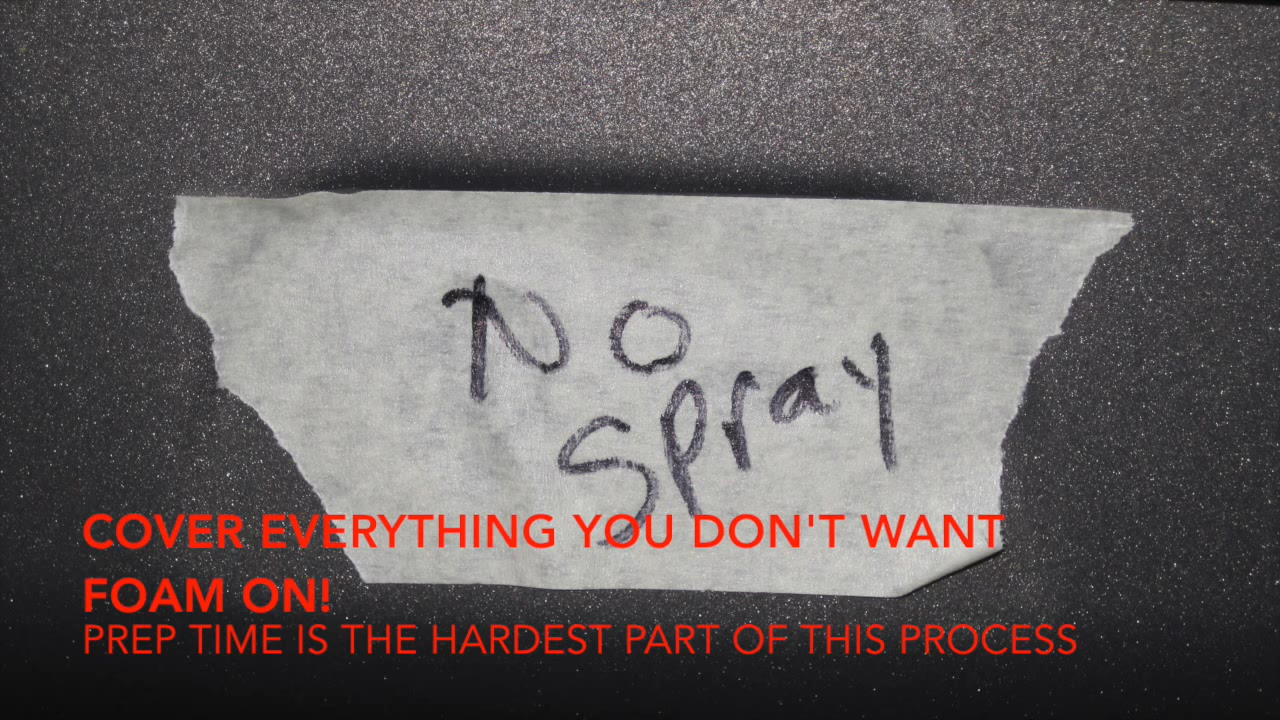 No
Spray
COVER EVERYTHING YOU DON'T WANT
FOAM ON!
PREP TIME IS THE HARDEST PART OF THIS PROCESS